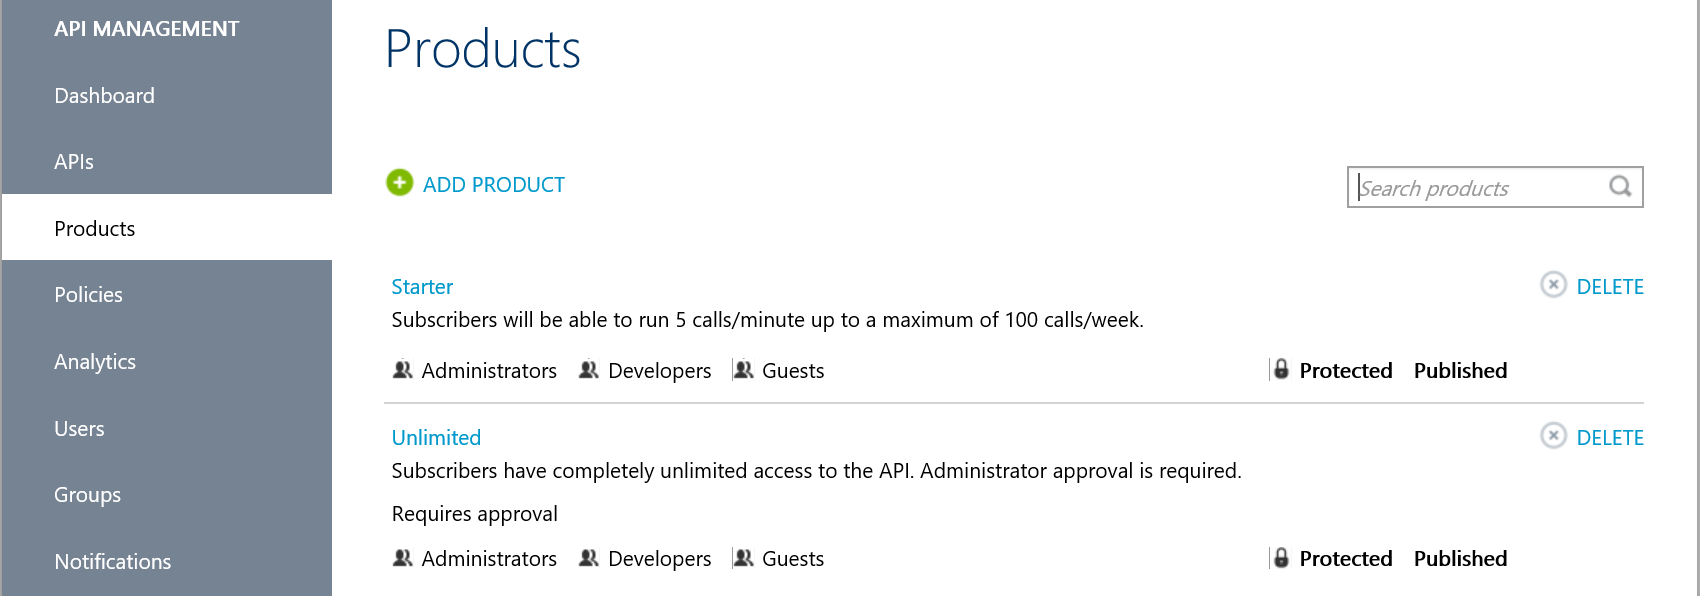 API MANAGEMENT
Dashboard
APIs
Products
Policies
Analytics
Users
Groups
Notifications
Products
ADD PRODUCT
Search products
Starter
DELETE
Subscribers will be able to run 5 calls/minute up to a maximum of 100 calls/week.
Administrators Developers Guests Protected Published
Unlimited
DELETE
Subscribers have completely unlimited access to the API. Administrator approval is required.
Requires approval
Administrators Developers Guests Protected Published